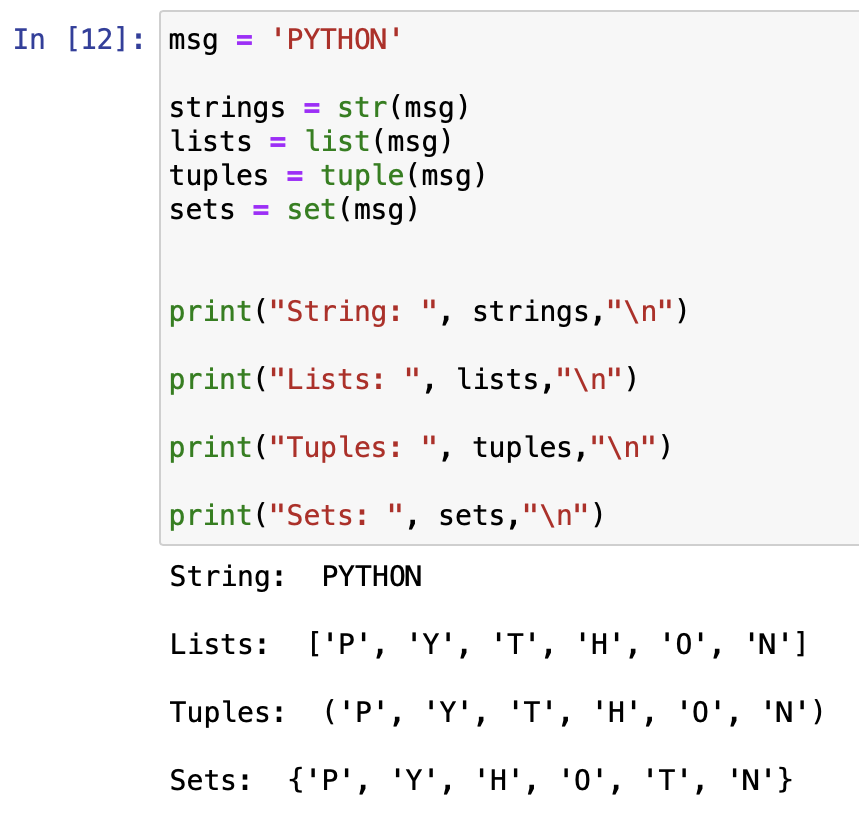 In [12]: msg = 'PYTHON'
strings = str(msg)
lists = list(msg)
tuples = tuple(msg)
sets = set(msg)
print("String: ", strings,"\n")
print("Lists: ", lists,"\n")
print("Tuples: ", tuples,"\n")
print("Sets: ", sets,"\n")
String:  PYTHON
Lists:  ['P', 'Y', 'T', 'H', 'O', 'N']
Tuples:  ('P', 'Y', 'T', 'H', 'O', 'N')
Sets:  {'P', 'Y', 'H', 'O', 'T', 'N'}